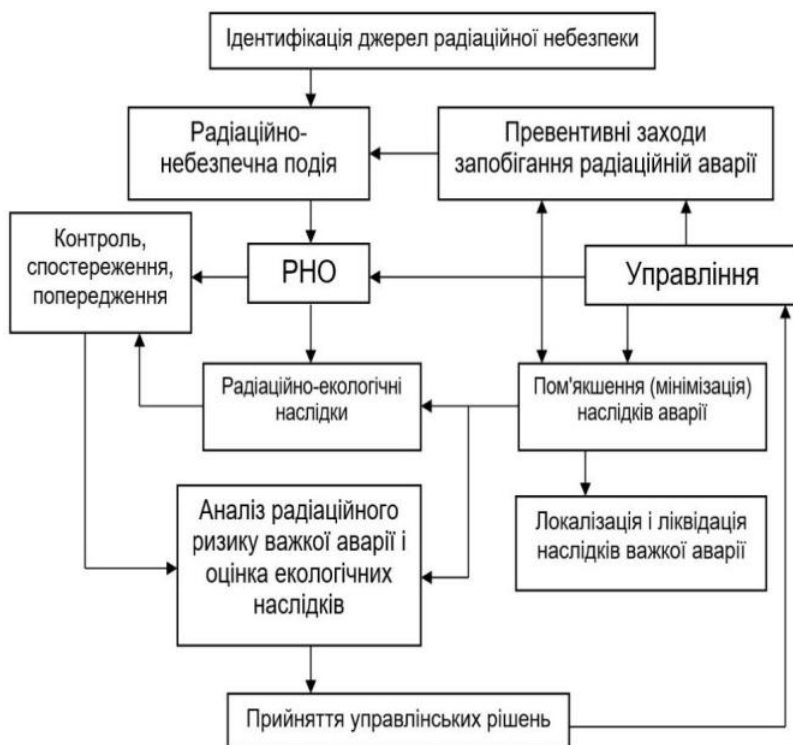 Ідентифікація джерел радіаційної небезпеки
Радіаційно-
небезпечна подія
Превентивні заходи
запобігання радіаційній аварії
Контроль,
спостереження,
попередження
РНО
Управління
Радіаційно-екологічні
наслідки
Пом'якшення (мінімізація)
наслідків аварії
Аналіз радіаційного
ризику важкої аварії і
оцінка екологічних
наслідків
Локалізація і ліквідація
наслідків важкої аварії
Прийняття управлінських рішень